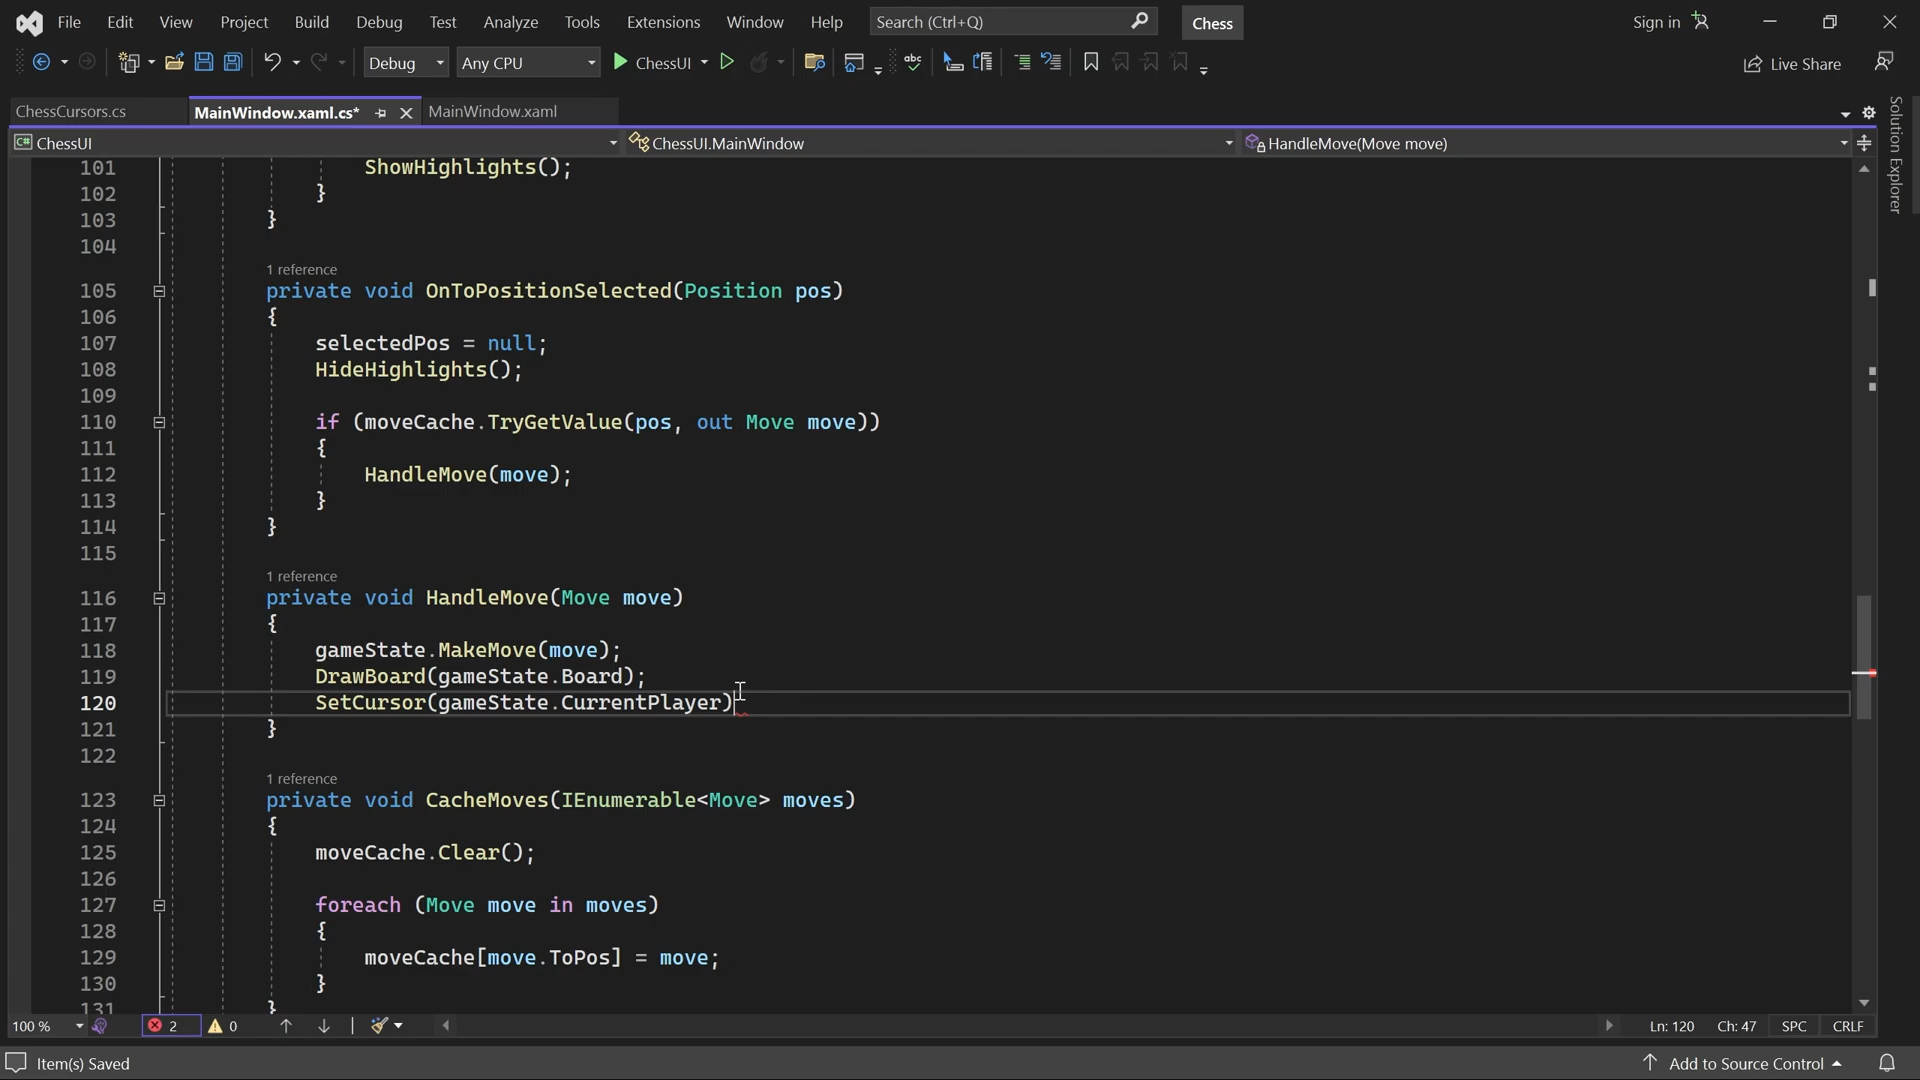 File Edit View Project Build Debug Test Analyze Tools Extensions Window Help Search (Ctrl+Q) Chess Sign in
Debug Any CPU ChessUI Live Share
ChessCursors.cs MainWindow.xaml.cs* MainWindow.xaml
C# ChessUI ChessUI.MainWindow HandleMove(Move move)
Solution Explorer
101 ShowHighlights();
102 }
103 }
104
1 reference
105 private void OnToPositionSelected(Position pos)
106 {
107 selectedPos = null;
108 HideHighlights();
109
110 if (moveCache.TryGetValue(pos, out Move move))
111 {
112 HandleMove(move);
113 }
114 }
115
1 reference
116 private void HandleMove(Move move)
117 {
118 gameState.MakeMove(move);
119 DrawBoard(gameState.Board);
120 SetCursor(gameState.CurrentPlayer)
121 }
122
1 reference
123 private void CacheMoves(IEnumerable<Move> moves)
124 {
125 moveCache.Clear();
126
127 foreach (Move move in moves)
128 {
129 moveCache[move.ToPos] = move;
130 }
131 }
100 % 2 0 Ln: 120 Ch: 47 SPC CRLF
Item(s) Saved Add to Source Control